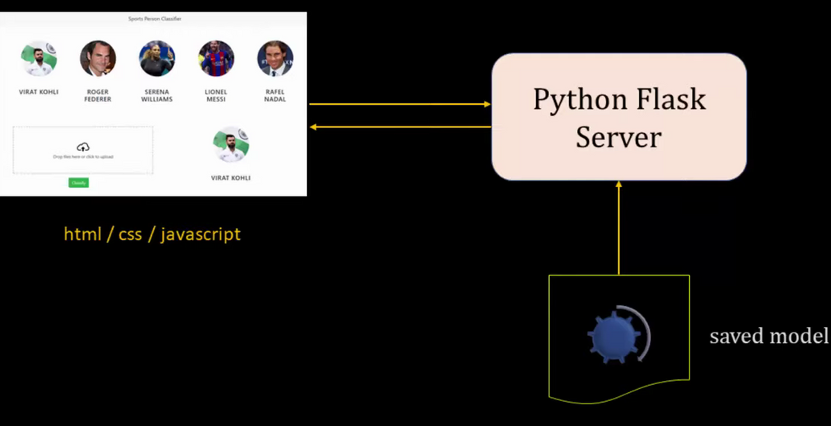 Sports Person Classifier
VIRAT KOHLI
ROGER
FEDERER
SERENA
WILLIAMS
LIONEL
MESSI
RAFEL
NADAL
Drop files here or click to upload
Classify
VIRAT KOHLI
html / css / javascript
Python Flask
Server
saved model